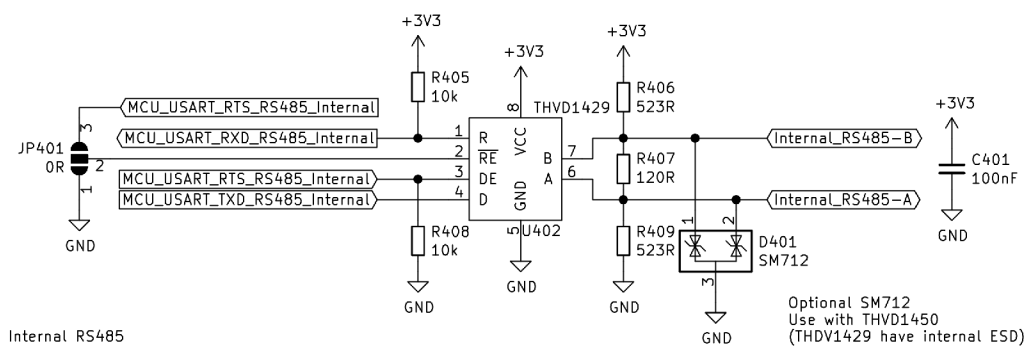 +3V3
+3V3
+3V3
R405
10k
R406
523R
THVD1429
+3V3
MCU_USART_RTS_RS485_Internal
3
8
VCC
MCU_USART_RXD_RS485_Internal
1
R
Internal_RS485-B
JP401
0R
2
2
RE
B
7
R407
120R
C401
100nF
MCU_USART_RTS_RS485_Internal
3
DE
A
6
1
MCU_USART_TXD_RS485_Internal
4
D
GND
Internal_RS485-A
GND
R408
10k
5
U402
R409
523R
1
2
D401
SM712
GND
GND
GND
GND
3
GND
Optional SM712
Use with THVD1450
(THDV1429 have internal ESD)
Internal RS485